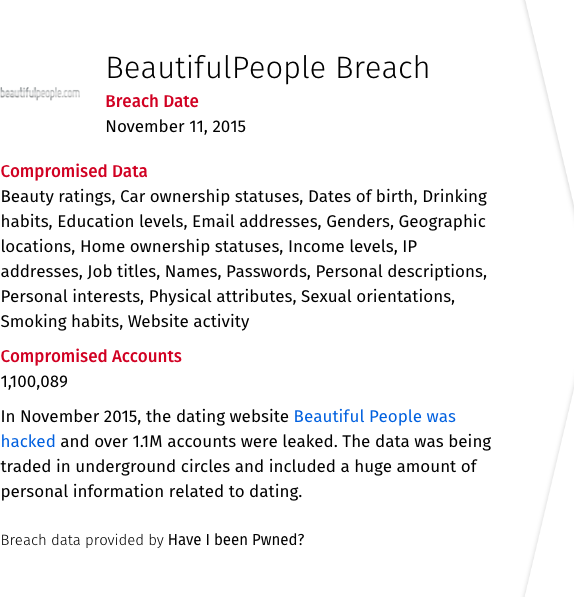 BeautifulPeople Breach
beautifulpeople.com
Breach Date
November 11, 2015
Compromised Data
Beauty ratings, Car ownership statuses, Dates of birth, Drinking
habits, Education levels, Email addresses, Genders, Geographic
locations, Home ownership statuses, Income levels, IP
addresses, Job titles, Names, Passwords, Personal descriptions,
Personal interests, Physical attributes, Sexual orientations,
Smoking habits, Website activity
Compromised Accounts
1,100,089
In November 2015, the dating website Beautiful People was
hacked and over 1.1M accounts were leaked. The data was being
traded in underground circles and included a huge amount of
personal information related to dating.
Breach data provided by Have I been Pwned?